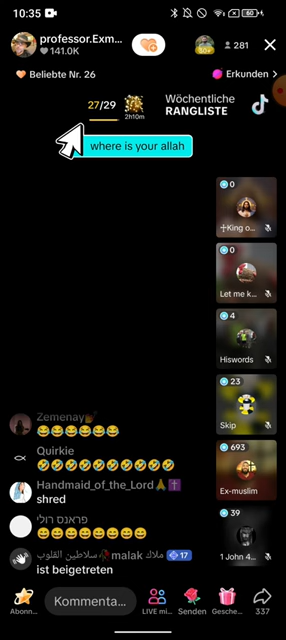 10:35
60
professor.Exm...
141.0K
50+
281
Beliebte Nr. 26
Erkunden >
27/29
2h10m
Wöchentliche
RANGLISTE
where is your allah
0
✝King o...
0
Let me k...
4
Hiswords
23
Skip
693
Ex-muslim
39
1 John 4...
Zemenay
😂😂😂😂😂😂
Quirkie
🤣🤣🤣🤣🤣🤣🤣🤣🤣🤣
Handmaid_of_the_Lord🙏✝️
shred
פראנס רולי
😄😄😄😄😄😄😄😄
سلاطين القلوب🥀malak ملاك 17
ist beigetreten
Abonn...
Kommenta...
LIVE mi...
Senden
Gesche...
337